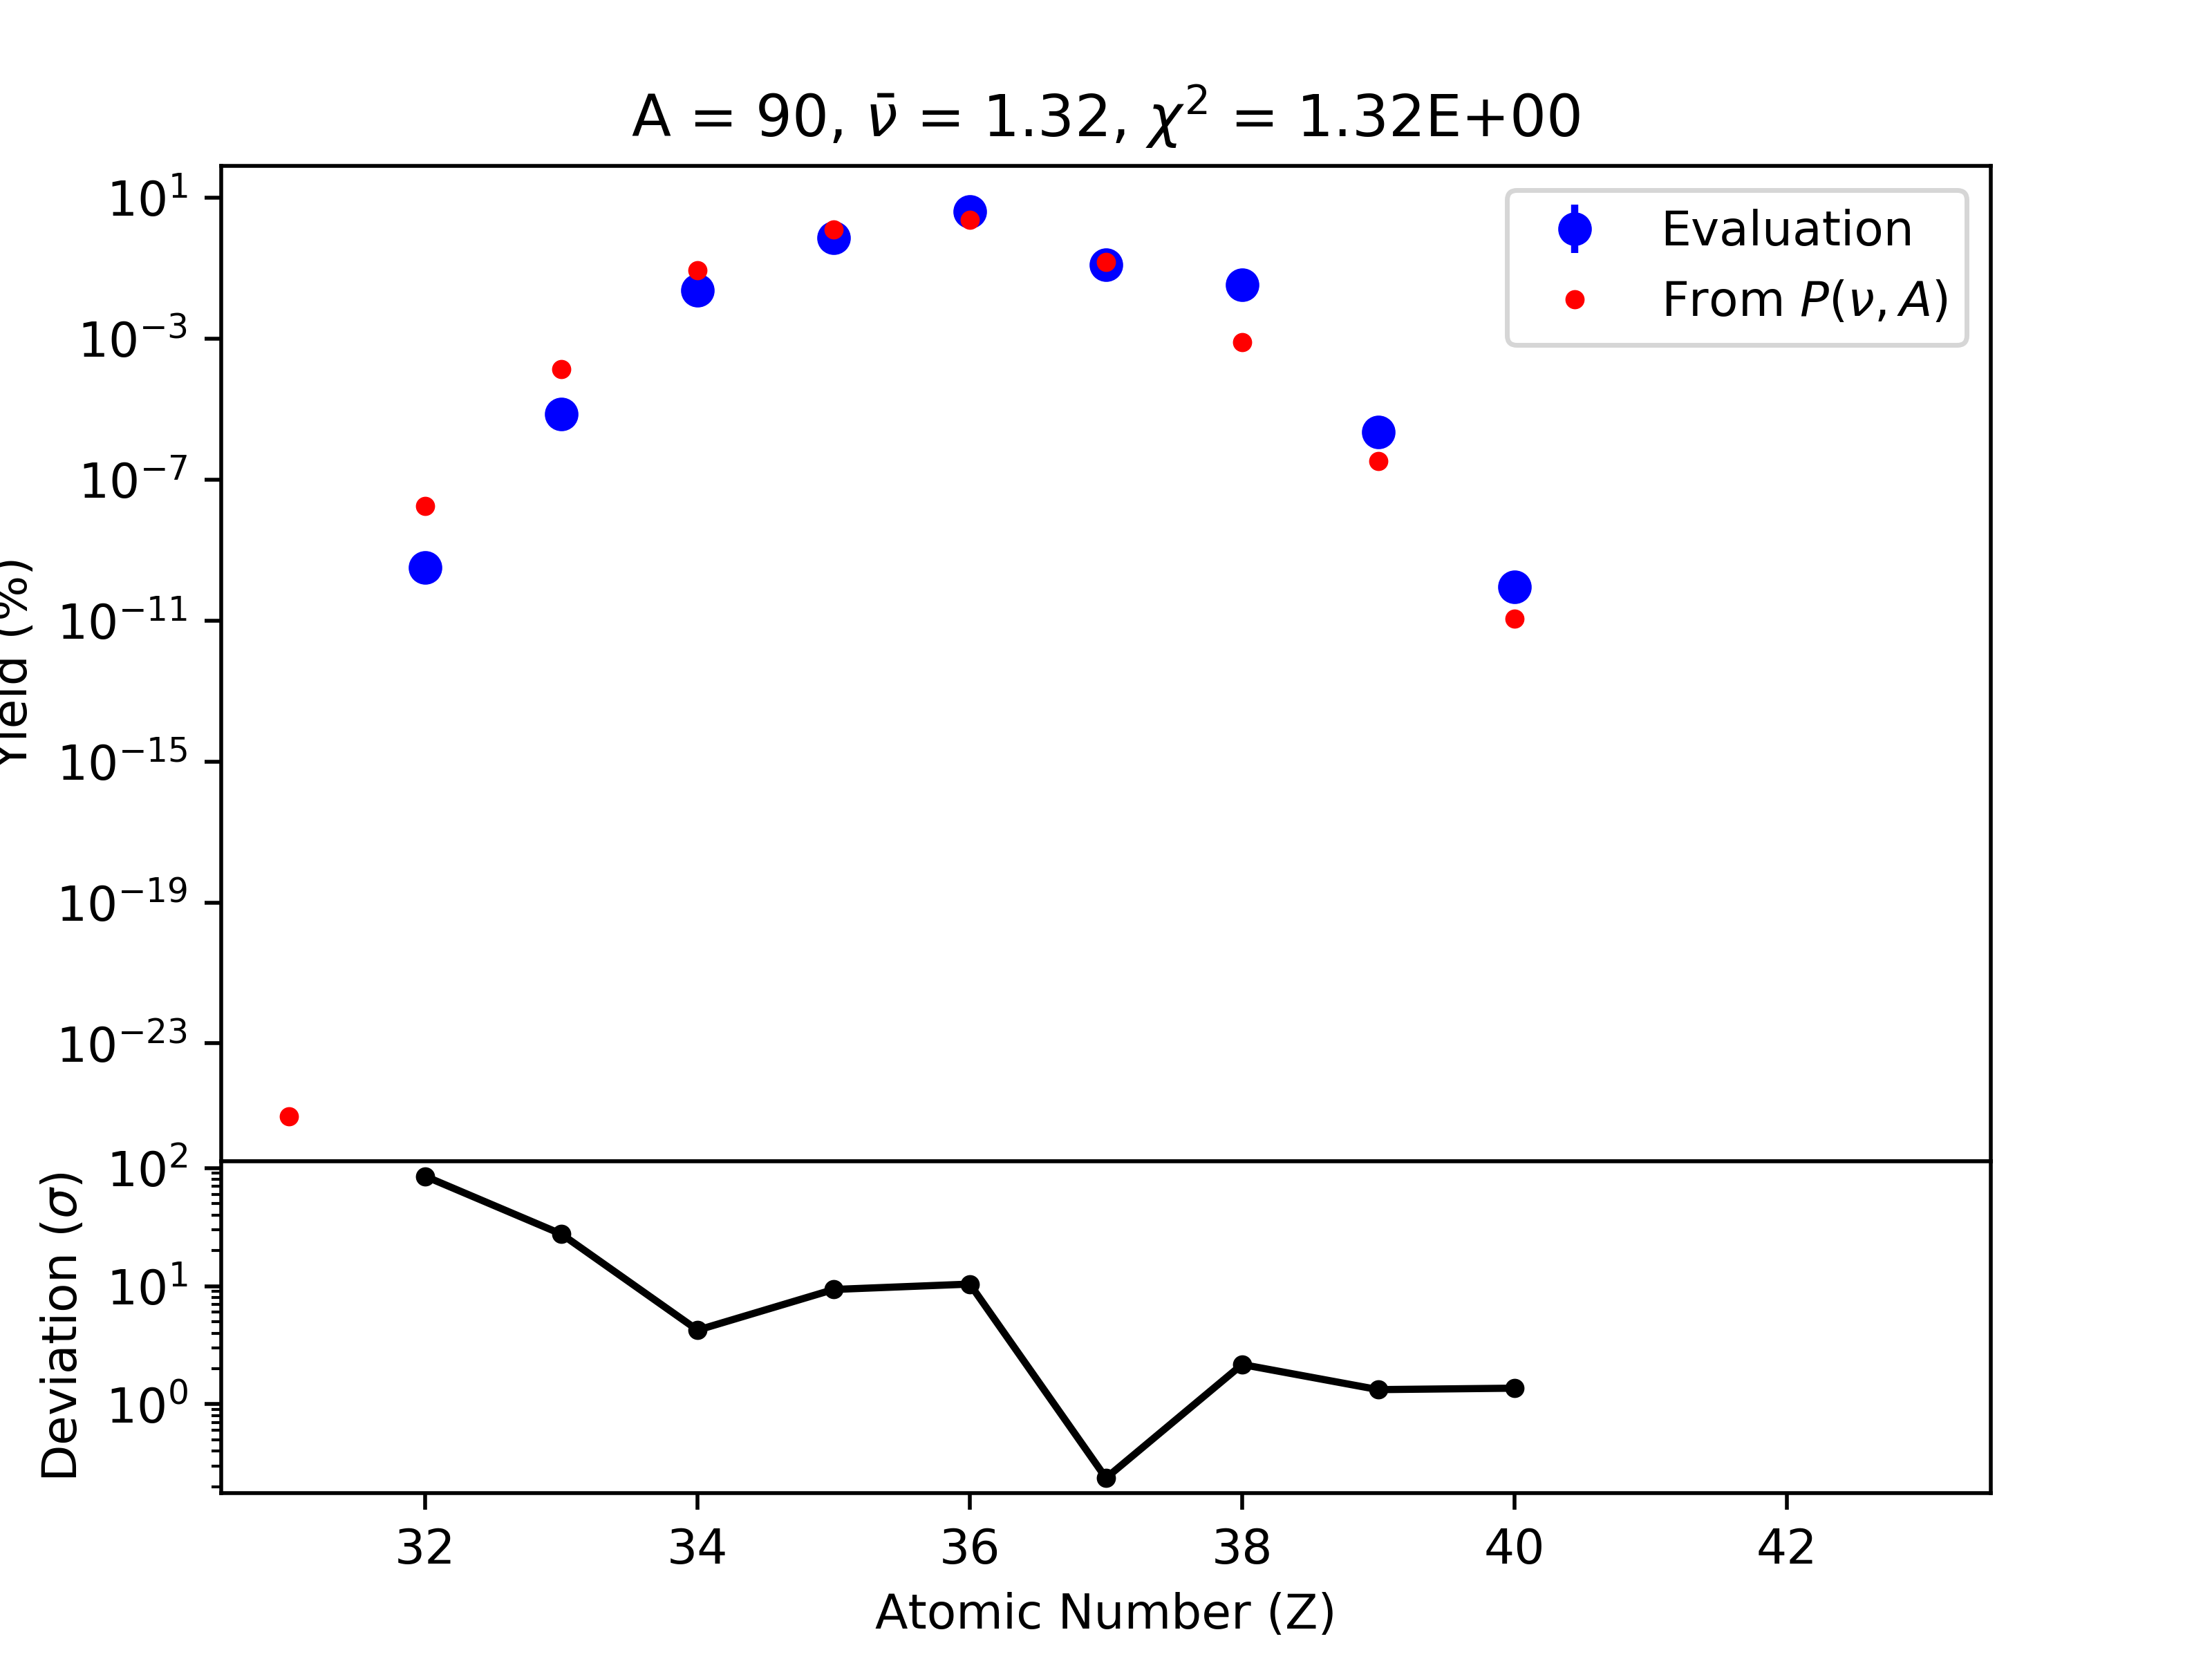 A = 90, ν̄ = 1.32, χ² = 1.32E+00
10¹
10⁻³
10⁻⁷
10⁻¹¹
10⁻¹⁵
10⁻¹⁹
10⁻²³
Yield (%)
Evaluation
From P(ν, A)
10²
10¹
10⁰
Deviation (σ)
32 34 36 38 40 42
Atomic Number (Z)